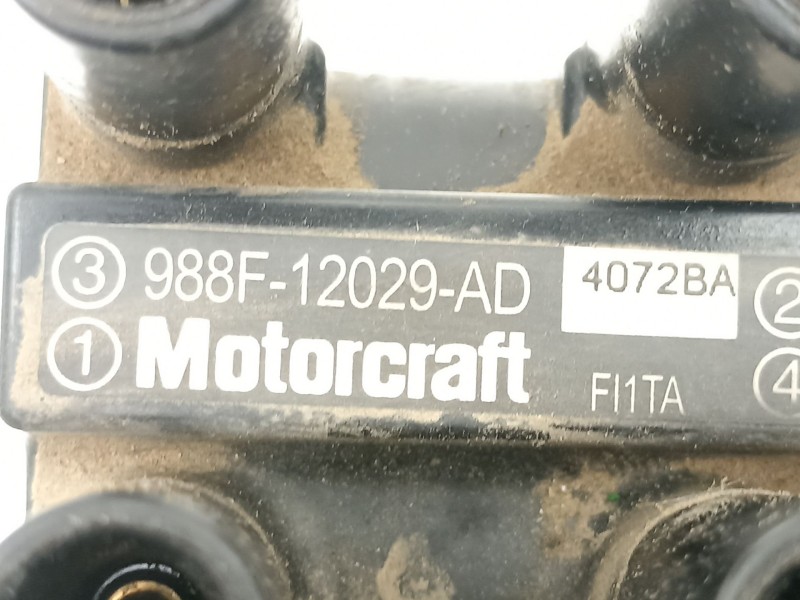 ③ 988F-12029-AD 4072BA ②
① Motorcraft FI1TA ④